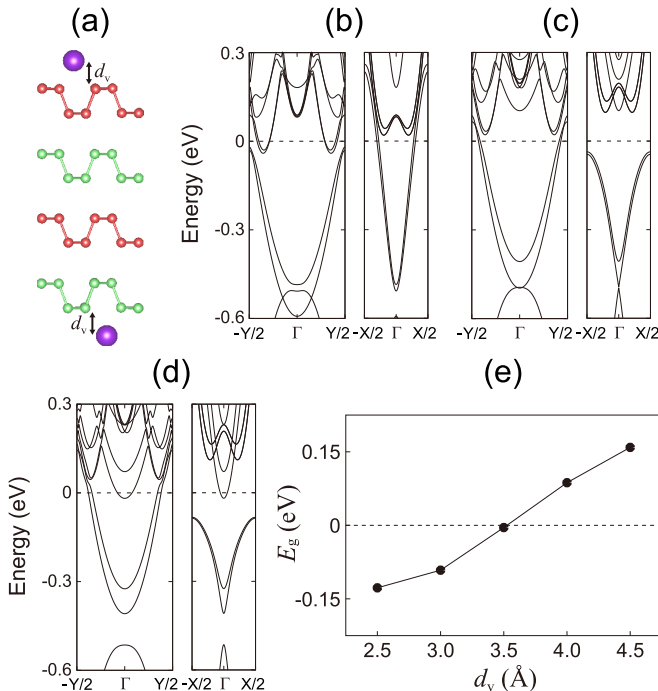 (a)
d_v
d_v
(b)
(c)
Energy (eV)
0.3
0
-0.3
-0.6
-Y/2 Γ Y/2 -X/2 Γ X/2
-Y/2 Γ Y/2 -X/2 Γ X/2
(d)
Energy (eV)
0.3
0
-0.3
-0.6
-Y/2 Γ Y/2 -X/2 Γ X/2
(e)
E_g (eV)
0.15
0
-0.15
2.5 3.0 3.5 4.0 4.5
d_v (Å)